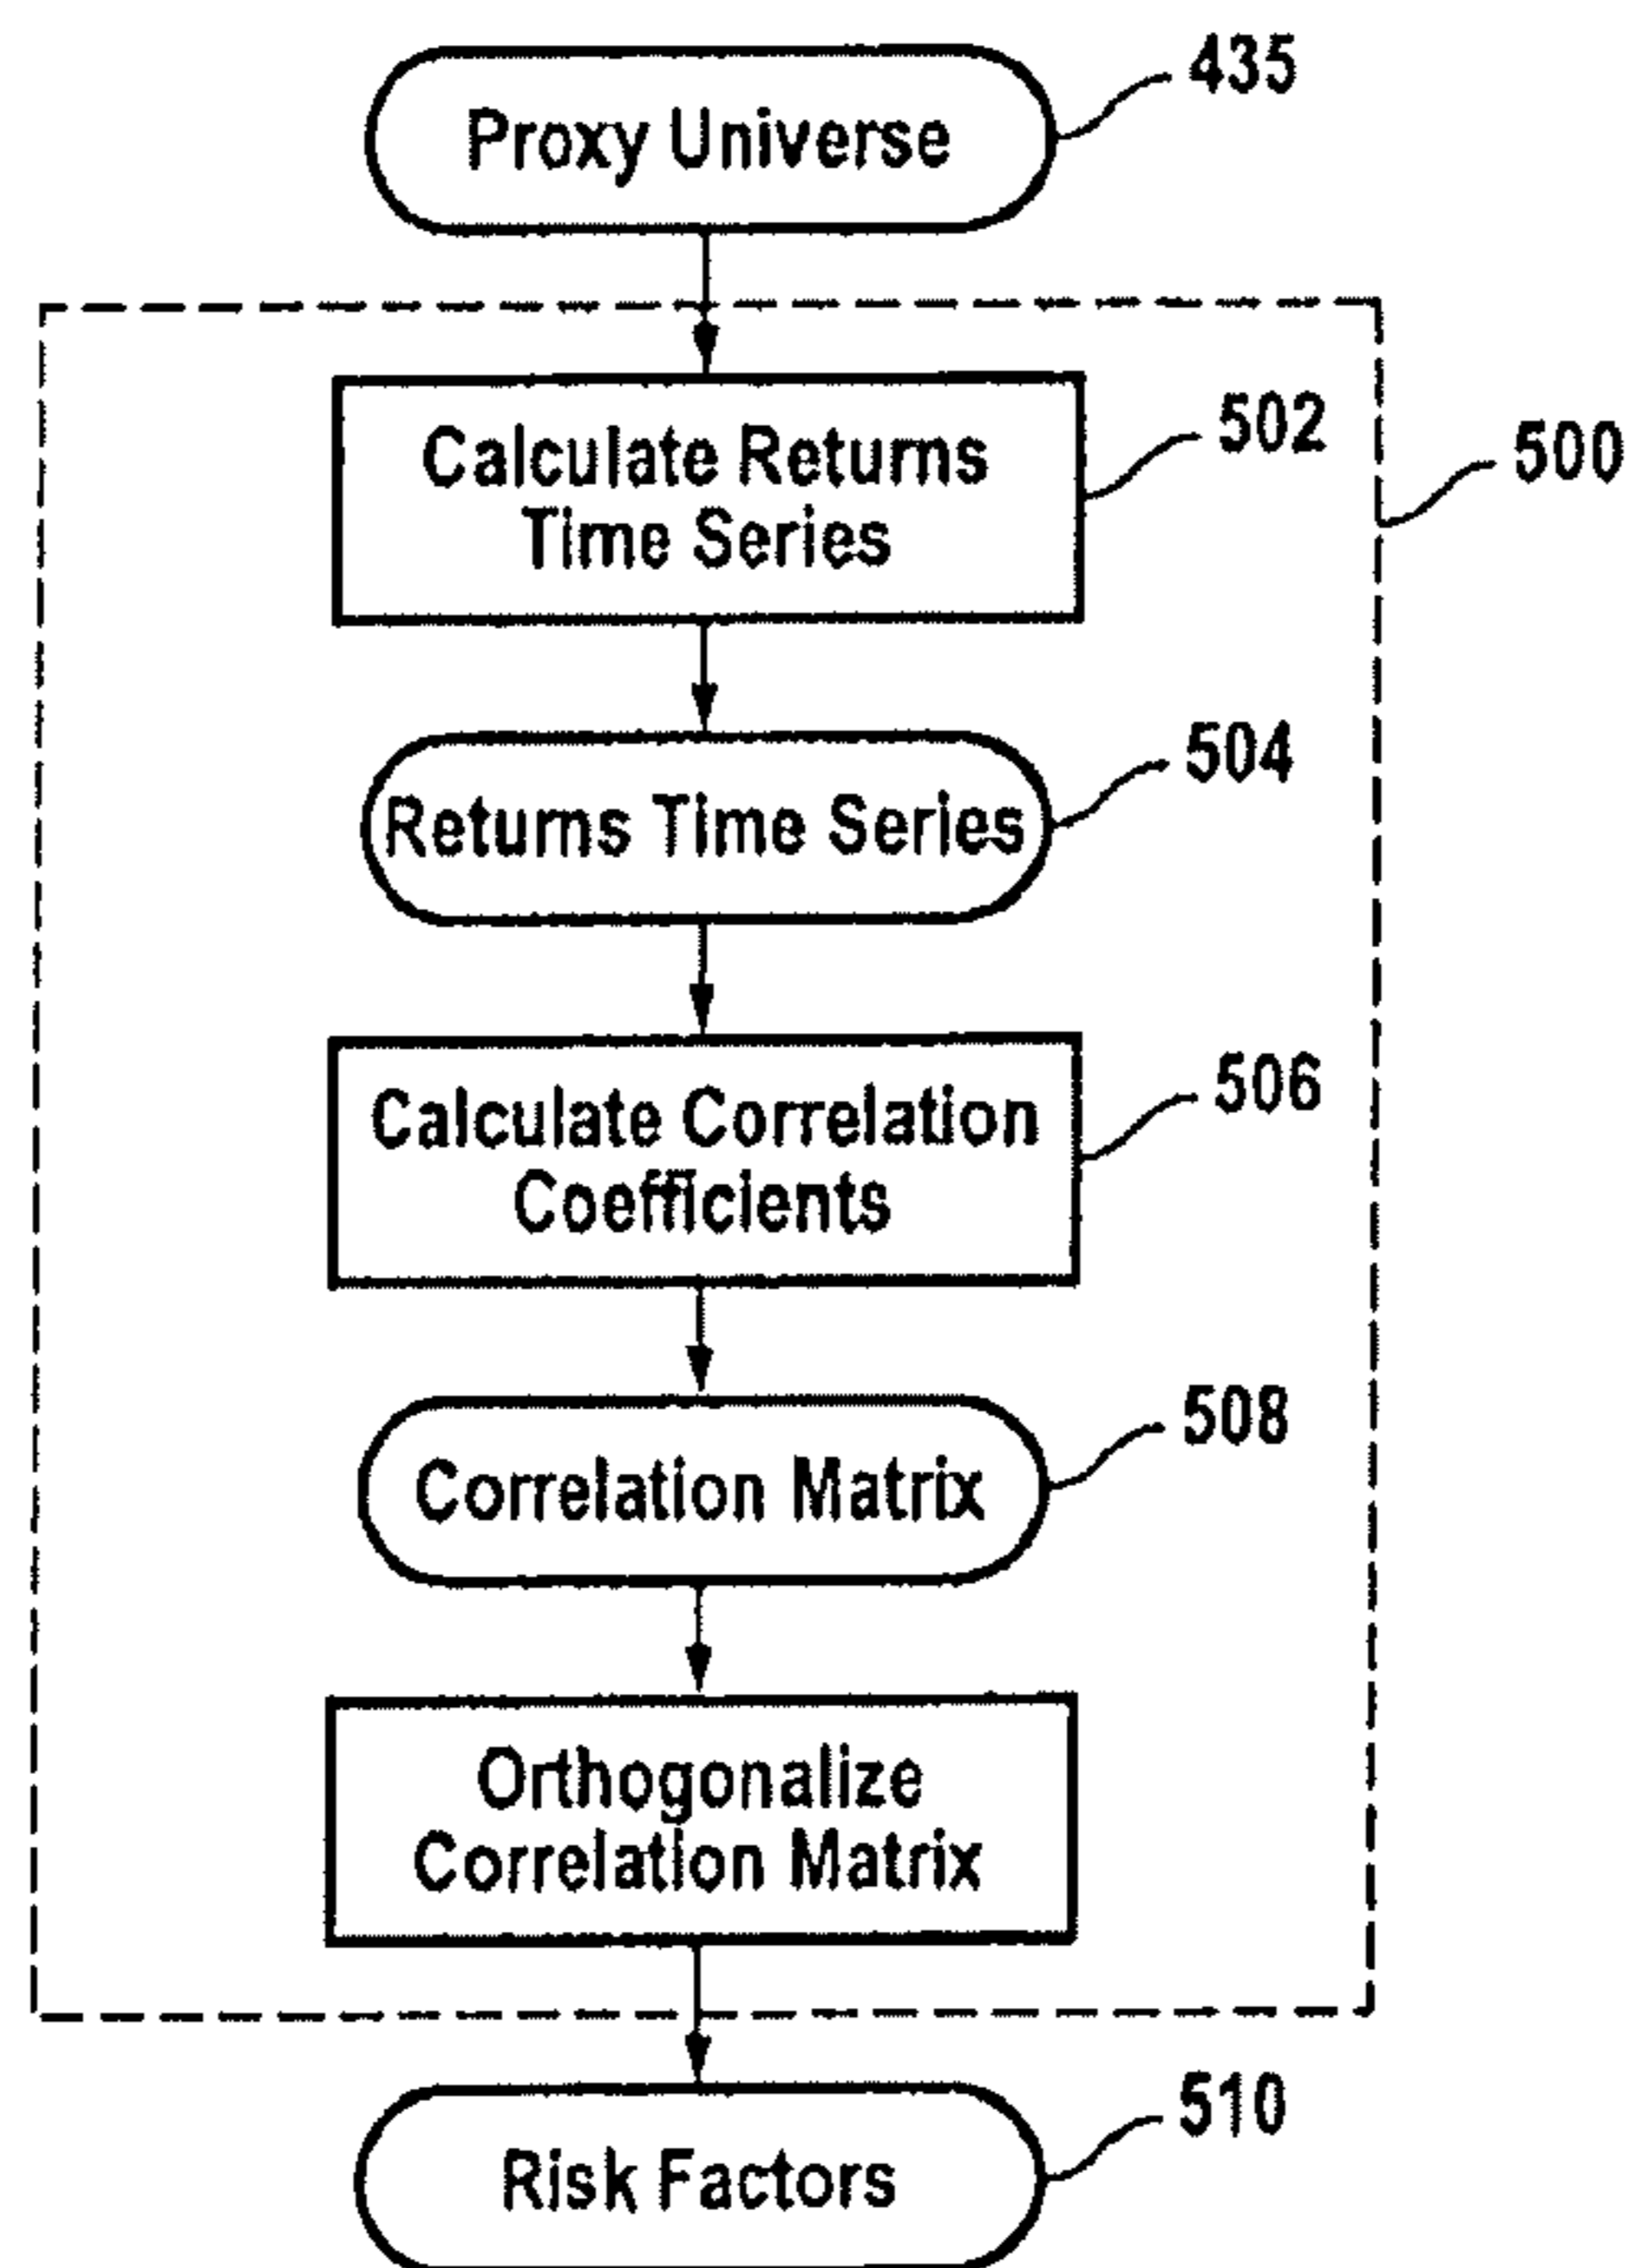 435
Proxy Universe
502
500
Calculate Returns
Time Series
504
Returns Time Series
506
Calculate Correlation
Coefficients
508
Correlation Matrix
Orthogonalize
Correlation Matrix
510
Risk Factors